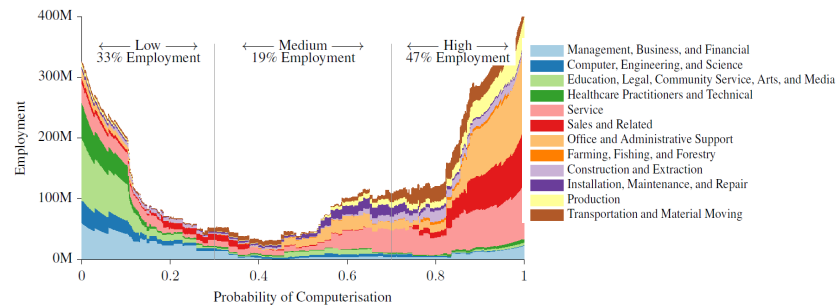 400M
300M
200M
100M
0M
Employment
Low
33% Employment
Medium
19% Employment
High
47% Employment
0
0.2
0.4
0.6
0.8
1
Probability of Computerisation
Management, Business, and Financial
Computer, Engineering, and Science
Education, Legal, Community Service, Arts, and Media
Healthcare Practitioners and Technical
Service
Sales and Related
Office and Administrative Support
Farming, Fishing, and Forestry
Construction and Extraction
Installation, Maintenance, and Repair
Production
Transportation and Material Moving